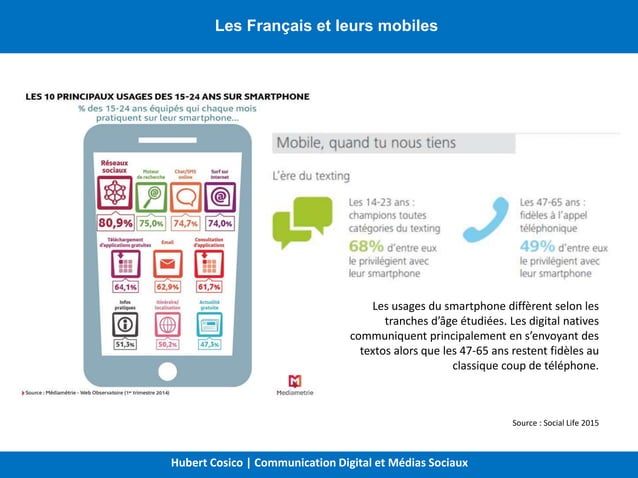 Les Français et leurs mobiles
LES 10 PRINCIPAUX USAGES DES 15-24 ANS SUR SMARTPHONE
% des 15-24 ans équipés qui chaque mois
pratiquent sur leur smartphone...
Réseaux
sociaux
80,9%
Moteur
de recherche
75,0%
Chat/SMS
online
74,7%
Surf sur
internet
74,0%
Téléchargement
d'applications gratuites
64,1%
Email
62,9%
Consultation
d'applications
61,7%
Infos
pratiques
51,3%
Itinéraire/
localisation
50,2%
Actualité
gratuite
47,3%
Source : Médiamétrie - Web Observatoire (1er trimestre 2014)
Mediametrie
Mobile, quand tu nous tiens
L'ère du texting
Les 14-23 ans :
champions toutes
catégories du texting
68% d'entre eux
le privilégient avec
leur smartphone
Les 47-65 ans :
fidèles à l'appel
téléphonique
49% d'entre eux
le privilégient avec
leur smartphone
Les usages du smartphone diffèrent selon les
tranches d'âge étudiées. Les digital natives
communiquent principalement en s'envoyant des
textos alors que les 47-65 ans restent fidèles au
classique coup de téléphone.
Source : Social Life 2015
Hubert Cosico | Communication Digital et Médias Sociaux